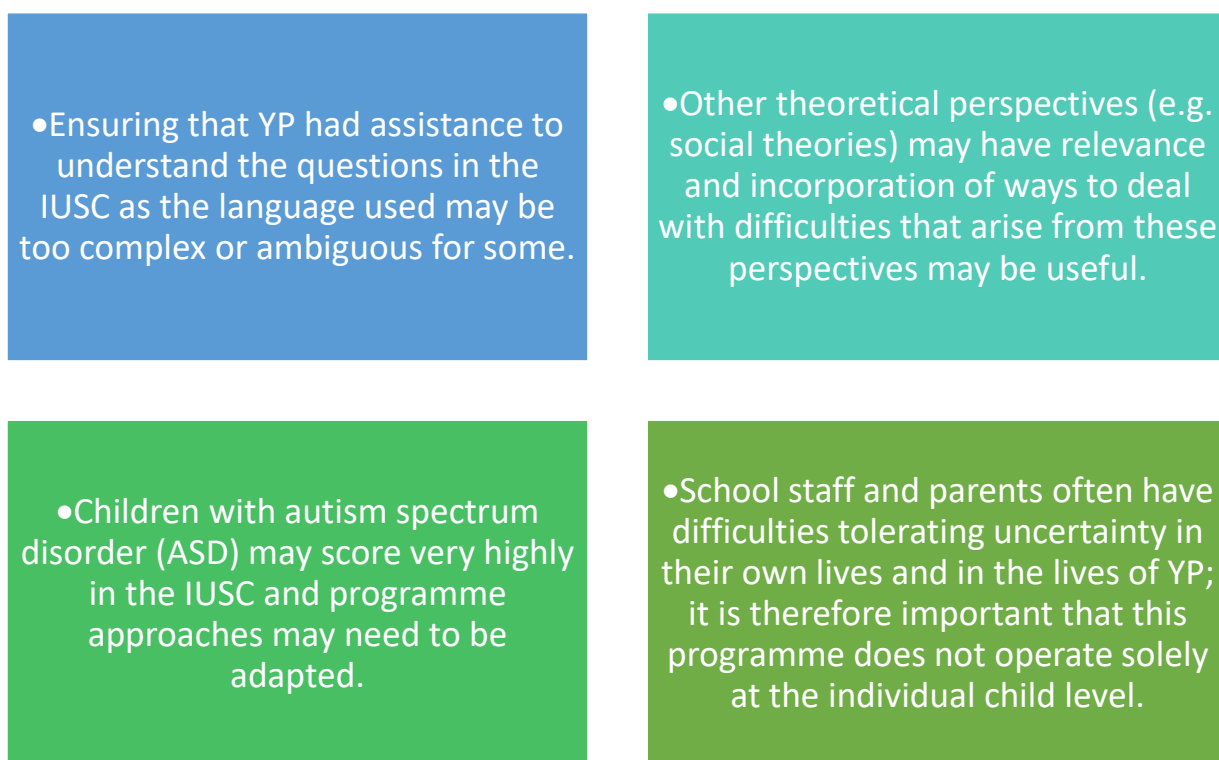 •Ensuring that YP had assistance to
understand the questions in the
IUSC as the language used may be
too complex or ambiguous for some.
•Other theoretical perspectives (e.g.
social theories) may have relevance
and incorporation of ways to deal
with difficulties that arise from these
perspectives may be useful.
•Children with autism spectrum
disorder (ASD) may score very highly
in the IUSC and programme
approaches may need to be
adapted.
•School staff and parents often have
difficulties tolerating uncertainty in
their own lives and in the lives of YP;
it is therefore important that this
programme does not operate solely
at the individual child level.